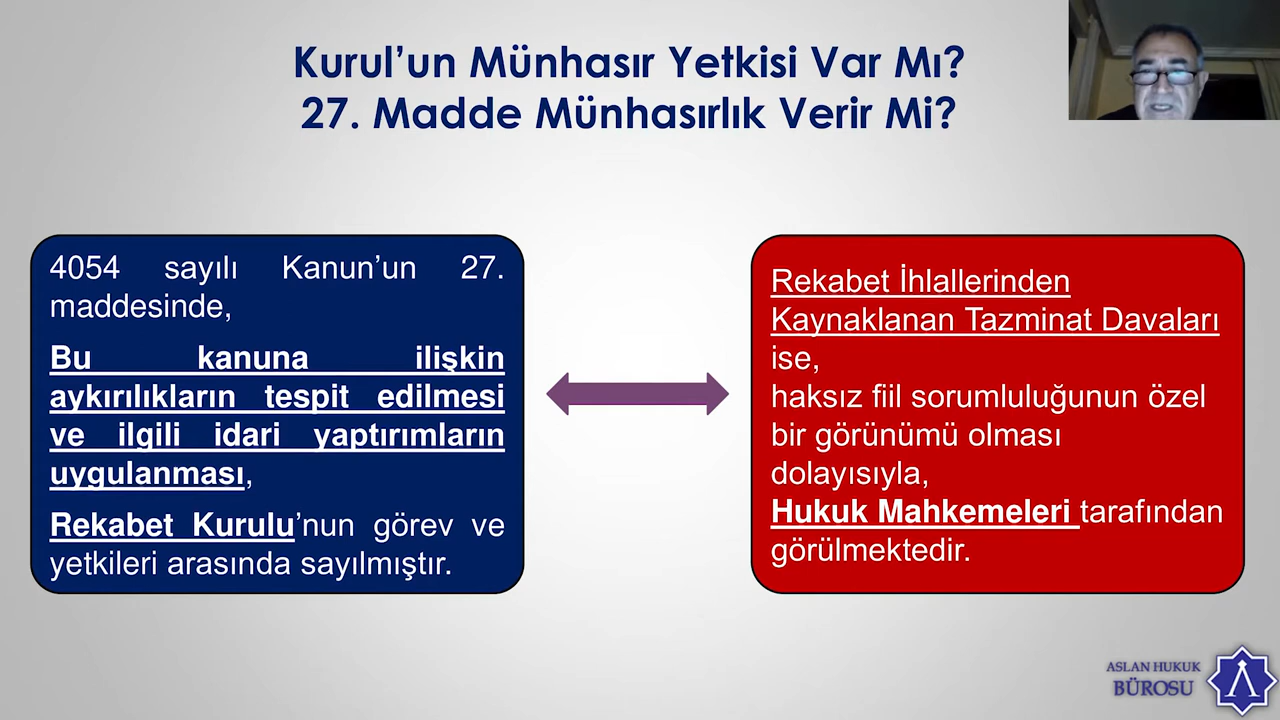 Kurul’un Münhasır Yetkisi Var Mı?
27. Madde Münhasırlık Verir Mi?
4054 sayılı Kanun’un 27.
maddesinde,
Bu kanuna ilişkin
aykırılıkların tespit edilmesi
ve ilgili idari yaptırımların
uygulanması,
Rekabet Kurulu’nun görev ve
yetkileri arasında sayılmıştır.
Rekabet İhlallerinden
Kaynaklanan Tazminat Davaları
ise,
haksız fiil sorumluluğunun özel
bir görünümü olması
dolayısıyla,
Hukuk Mahkemeleri tarafından
görülmektedir.
ASLAN HUKUK
BÜROSU